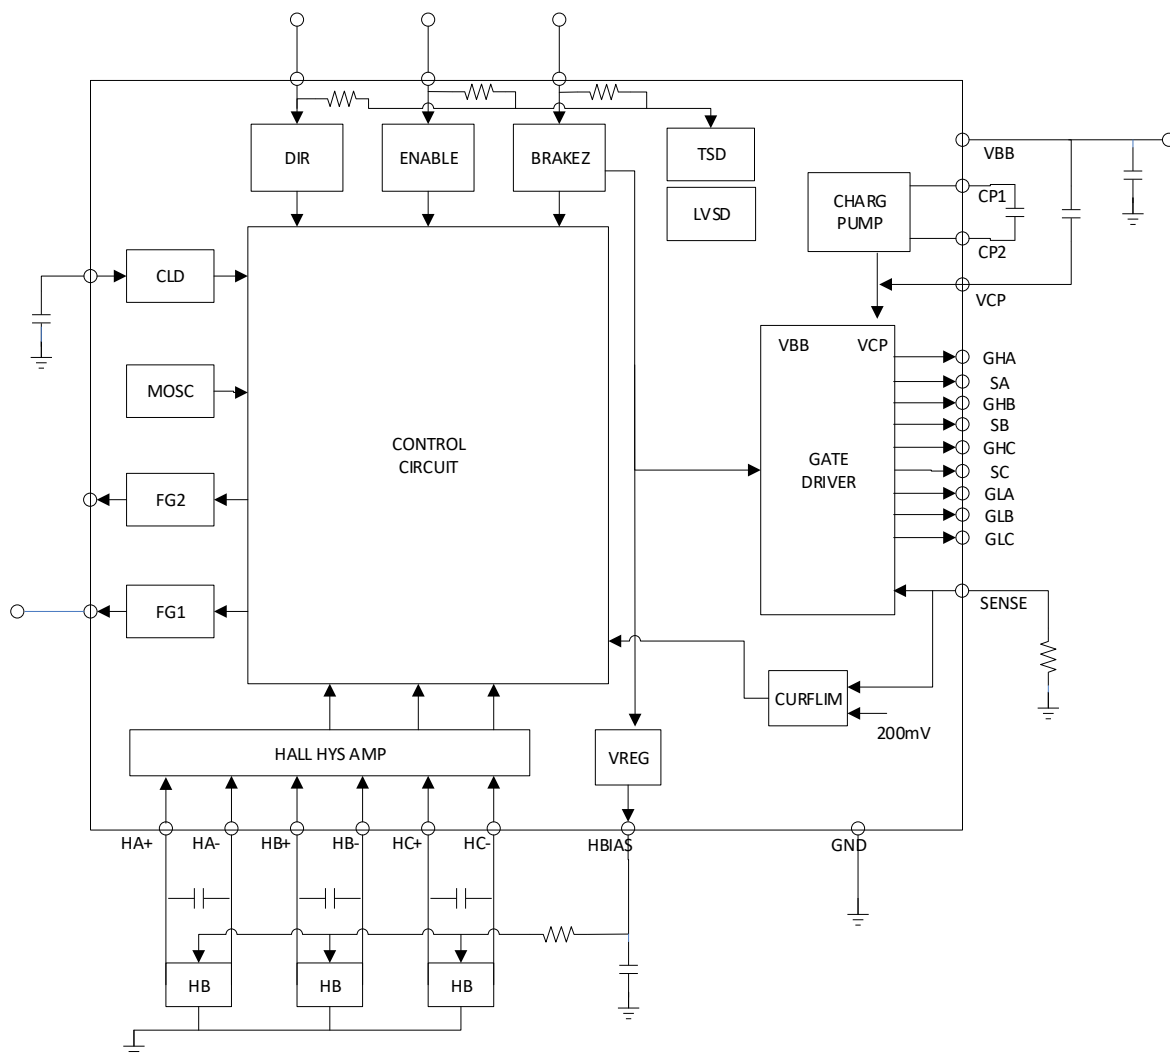 DIR
ENABLE
BRAKEZ
TSD
LVSD
VBB
CHARG
PUMP
CP1
CP2
VCP
CLD
MOSC
FG2
FG1
CONTROL
CIRCUIT
VBB
VCP
GATE
DRIVER
GHA
SA
GHB
SB
GHC
SC
GLA
GLB
GLC
SENSE
CURFLIM
200mV
HALL HYS AMP
VREG
HA+
HA-
HB+
HB-
HC+
HC-
HBIAS
GND
HB
HB
HB